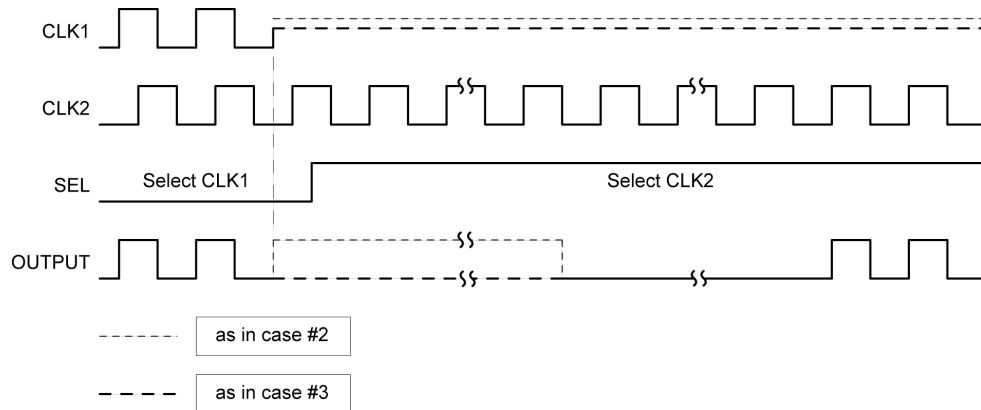 CLK1
CLK2
SEL
Select CLK1
Select CLK2
OUTPUT
as in case #2
as in case #3